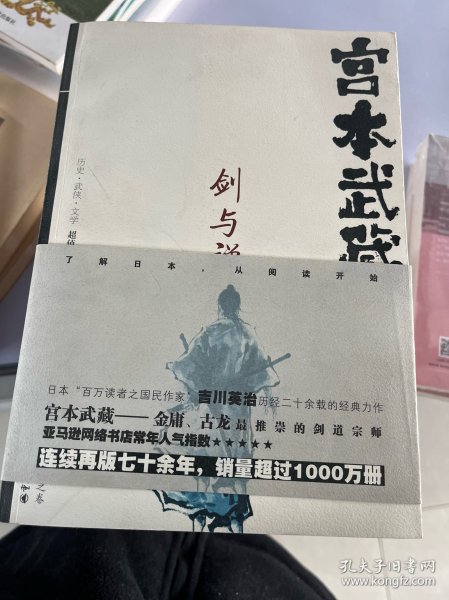 宫本武藏
剑与禅
历史·武侠·文学
了解日本，从阅读开始
日本“百万读者之国民作家”吉川英治历经二十余载的经典力作
宫本武藏——金庸、古龙最推崇的剑道宗师
亚马逊网络书店常年人气指数★★★★★
连续再版七十余年，销量超过1000万册
之卷
孔夫子旧书网
www.kongfz.com